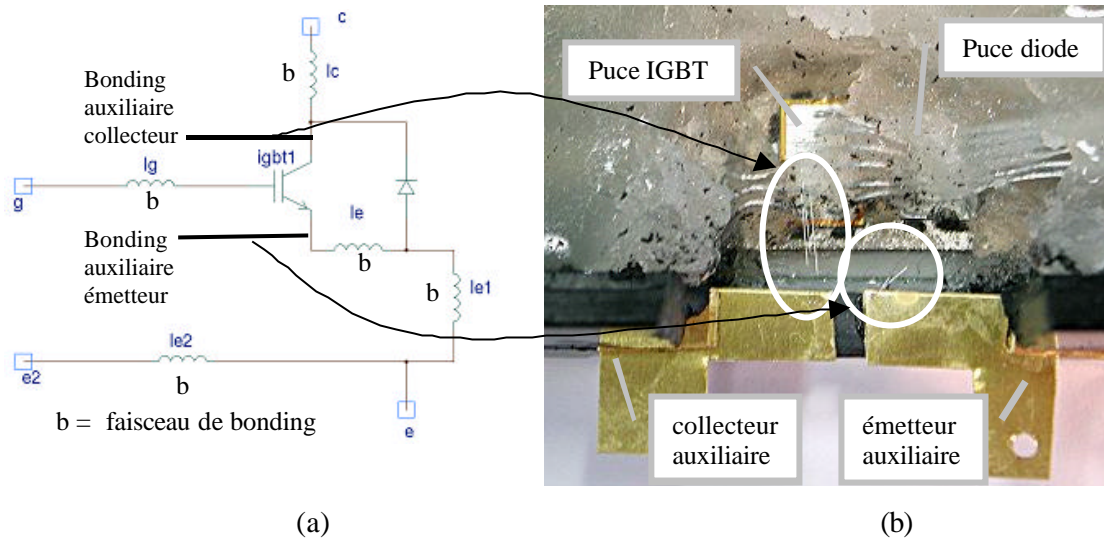 c
b
lc
Bonding
auxiliaire
collecteur
igbt1
lg
g
b
Bonding
auxiliaire
émetteur
le
b
b
le1
le2
e2
b
e
b = faisceau de bonding
(a)
Puce IGBT
Puce diode
collecteur
auxiliaire
émetteur
auxiliaire
(b)